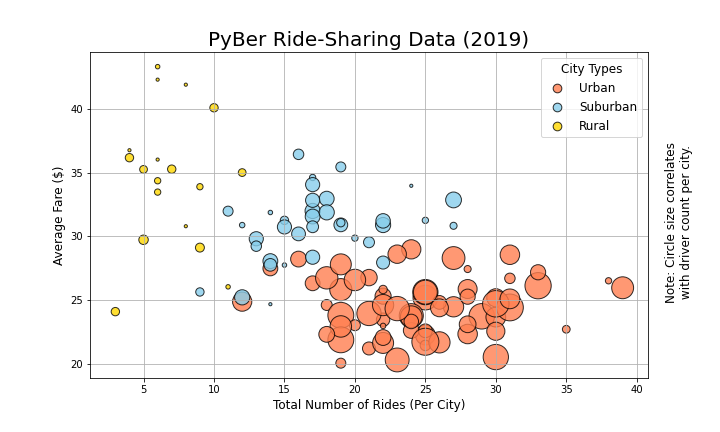 PyBer Ride-Sharing Data (2019)
City Types
Urban
Suburban
Rural
Average Fare ($)
40
35
30
25
20
5
10
15
20
25
30
35
40
Total Number of Rides (Per City)
Note: Circle size correlates
with driver count per city.